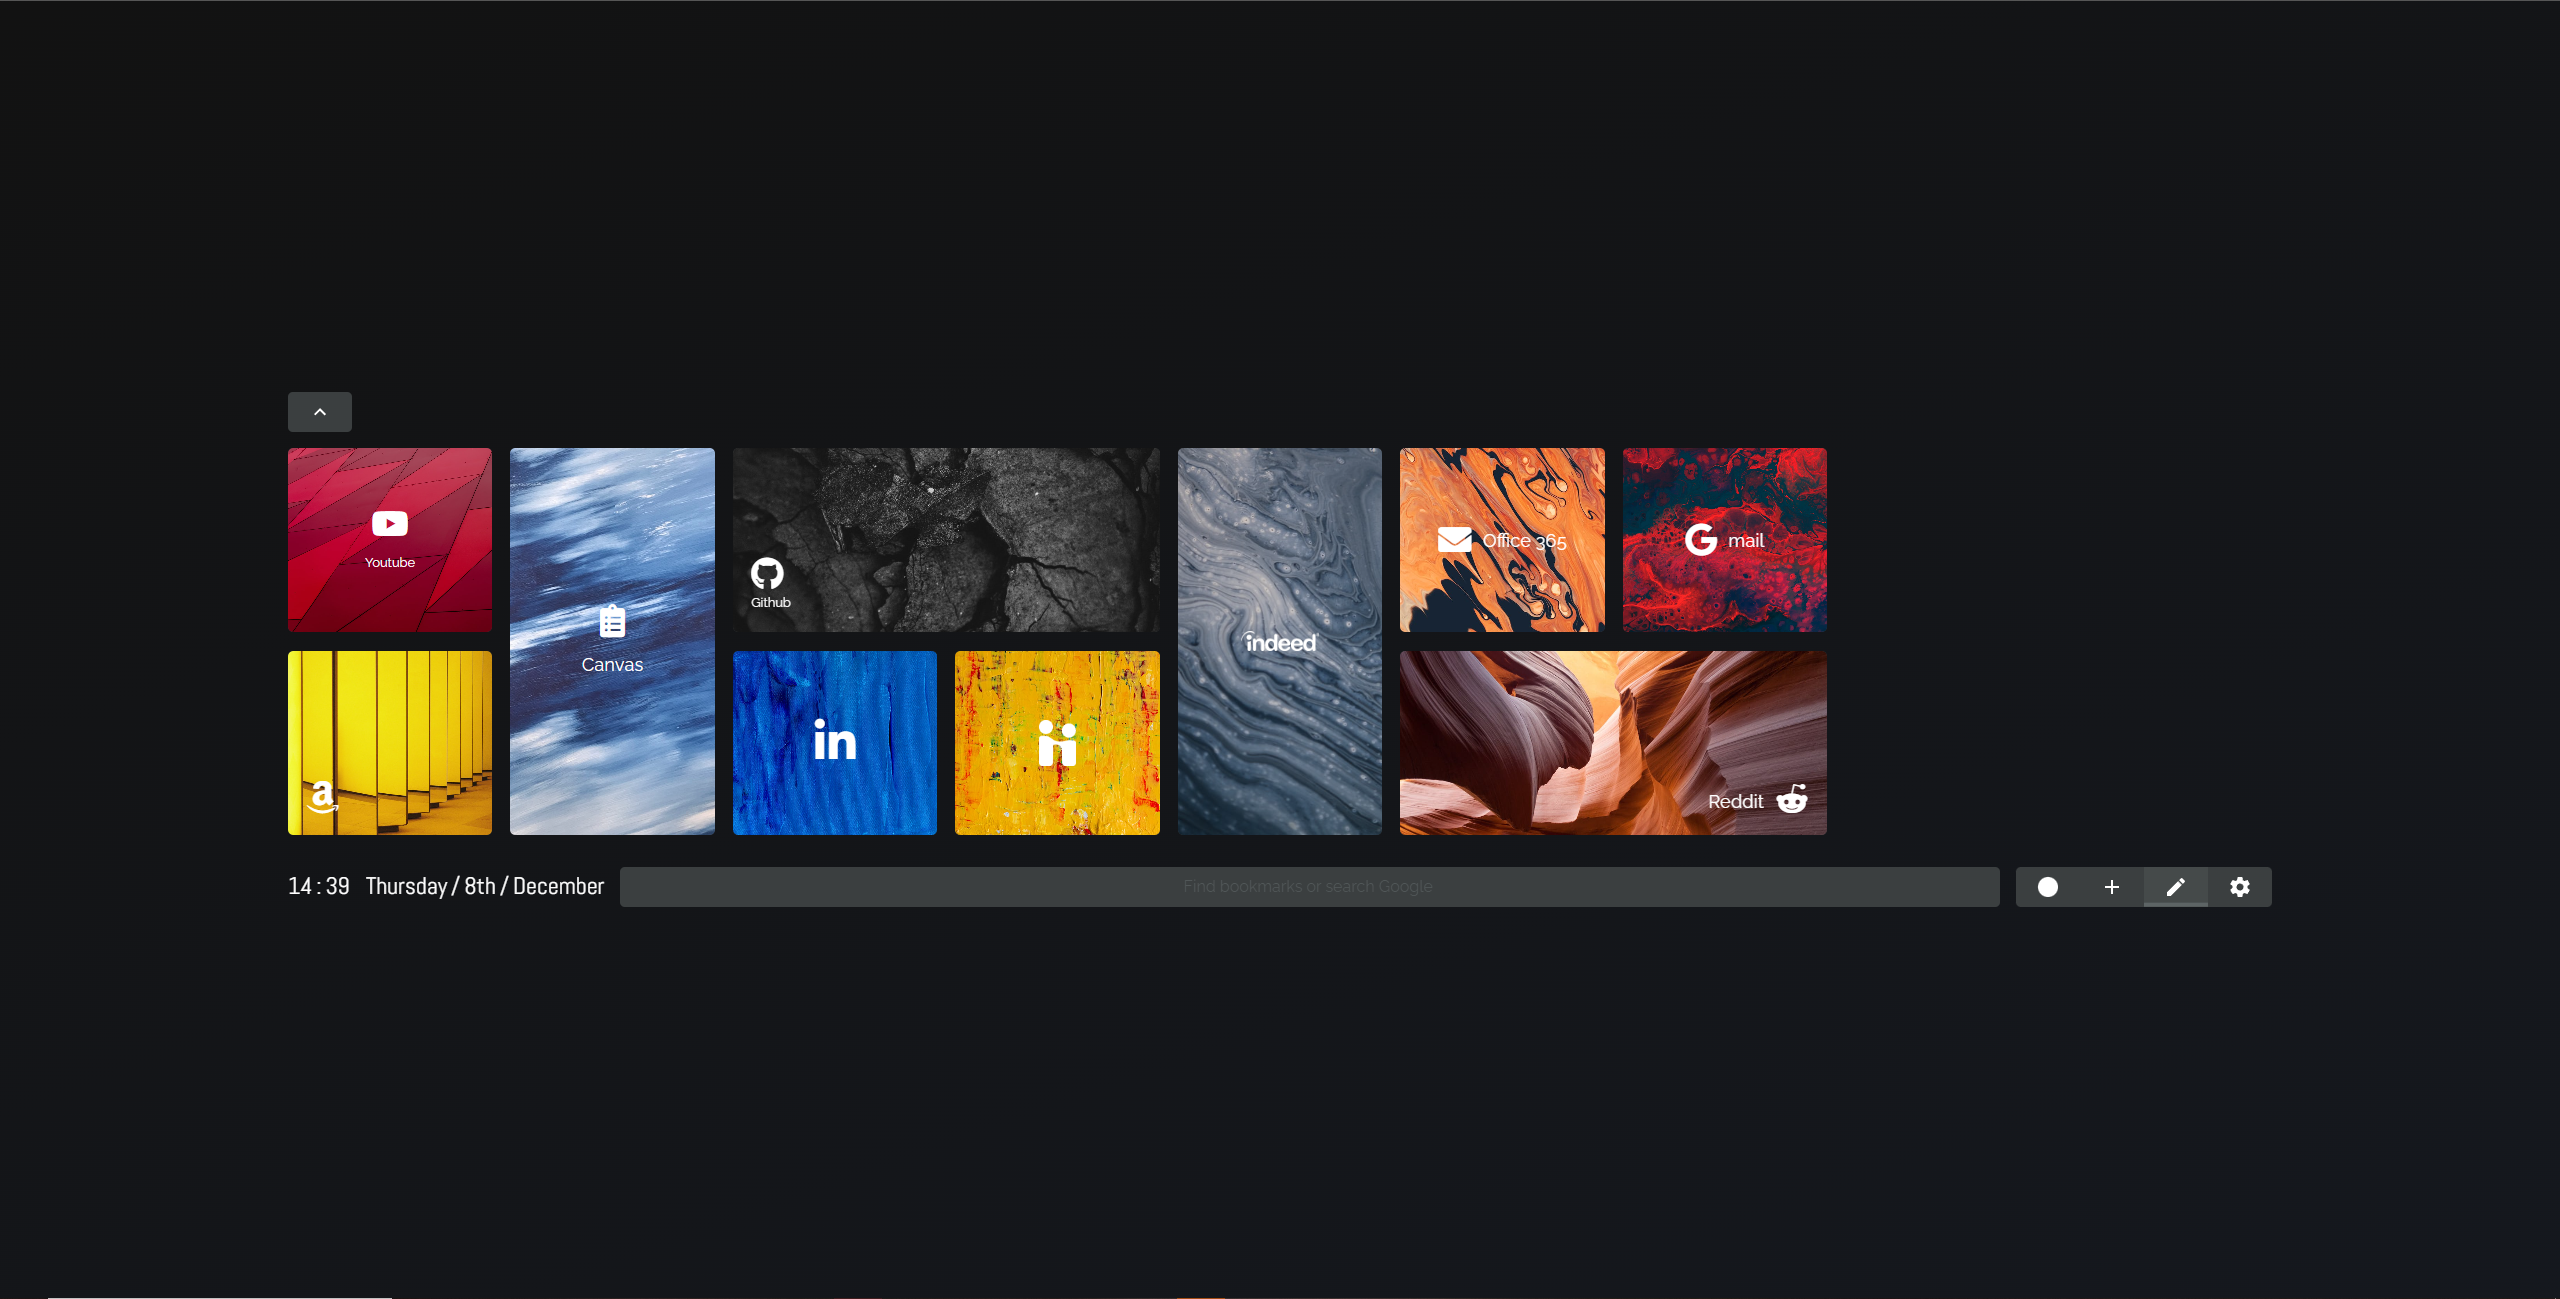 Youtube
Canvas
Github
indeed
Office 365
mail
a
in
Reddit
14 : 39 Thursday / 8th / December
Find bookmarks or search Google